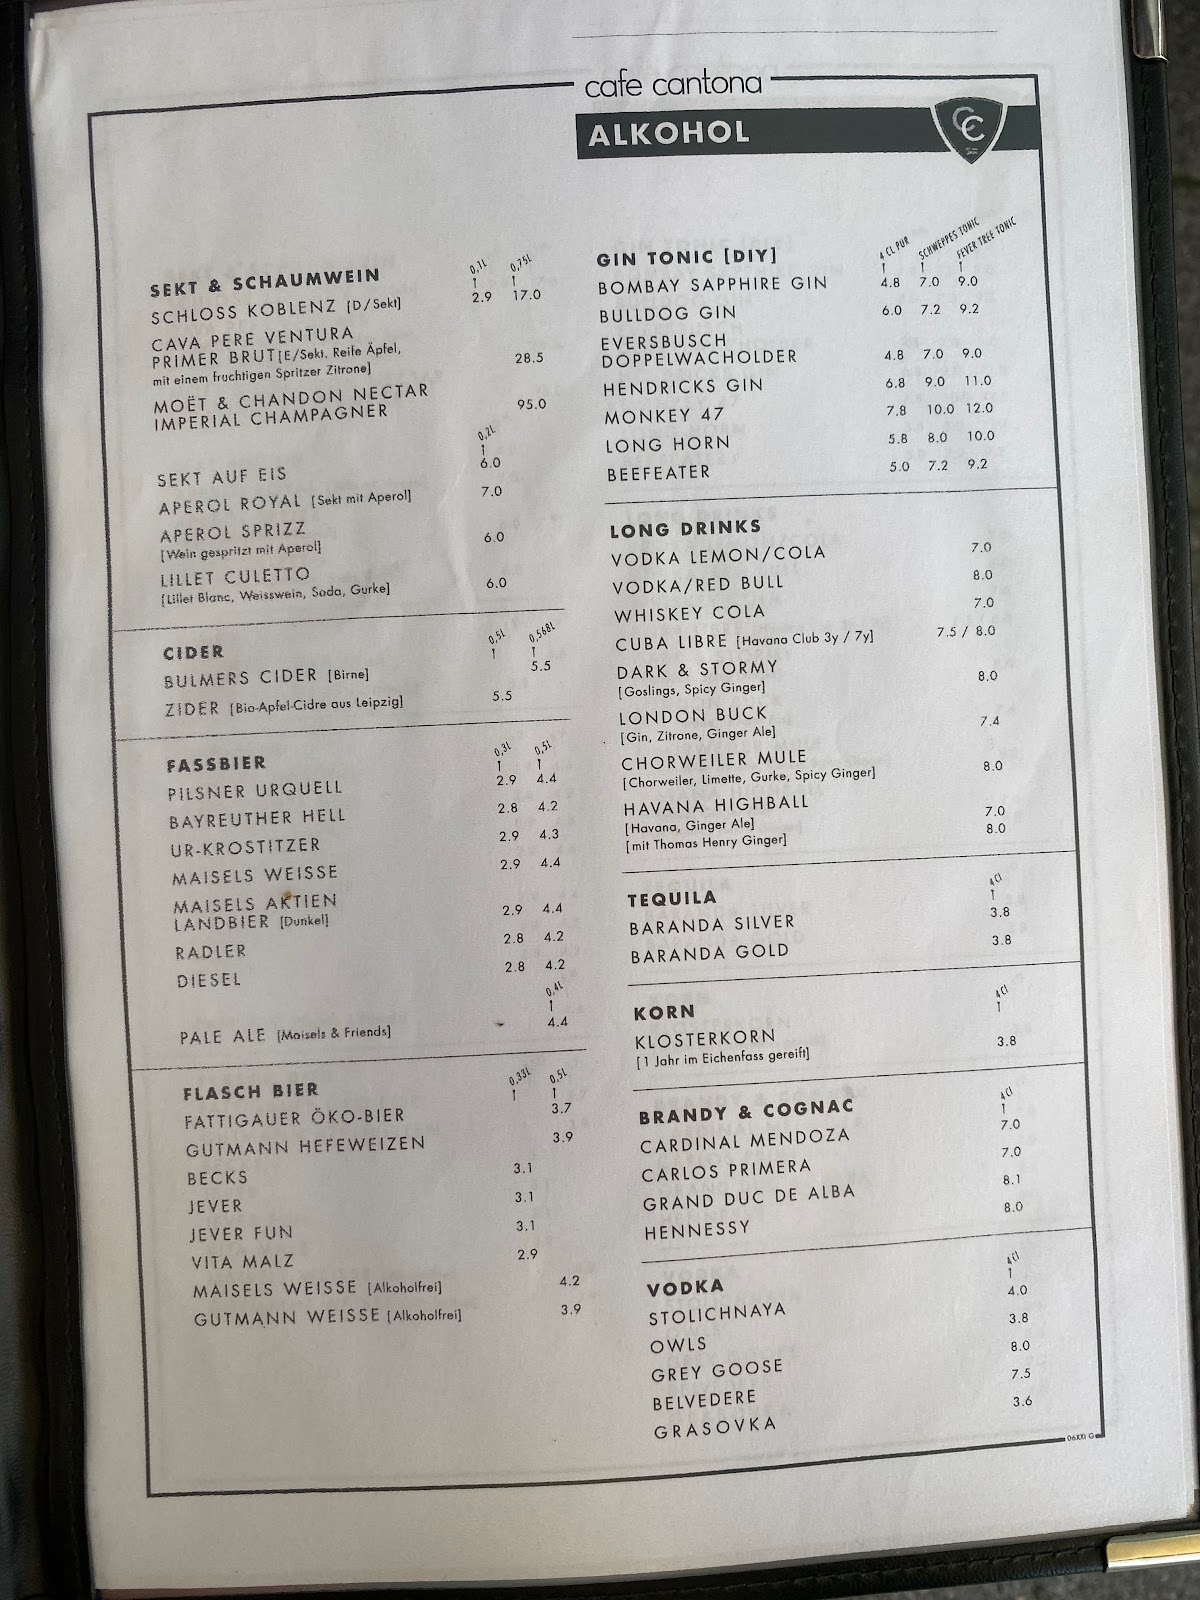 cafe cantona
ALKOHOL
CC
SEKT & SCHAUMWEIN 0,1L 0,75L
SCHLOSS KOBLENZ [D/Sekt] 2.9 17.0
CAVA PERE VENTURA
PRIMER BRUT[E/Sekt. Reife Äpfel, 28.5
mit einem fruchtigen Spritzer Zitrone]
MOËT & CHANDON NECTAR
IMPERIAL CHAMPAGNER 95.0
0,2L
SEKT AUF EIS 6.0
APEROL ROYAL [Sekt mit Aperol] 7.0
APEROL SPRIZZ 6.0
[Wein gespritzt mit Aperol]
LILLET CULETTO 6.0
[Lillet Blanc, Weisswein, Soda, Gurke]
CIDER 0,5L 0,568L
BULMERS CIDER [Birne] 5.5
ZIDER [Bio-Apfel-Cidre aus Leipzig] 5.5
FASSBIER 0,3L 0,5L
PILSNER URQUELL 2.9 4.4
BAYREUTHER HELL 2.8 4.2
UR-KROSTITZER 2.9 4.3
MAISELS WEISSE 2.9 4.4
MAISELS AKTIEN
LANDBIER [Dunkel] 2.9 4.4
RADLER 2.8 4.2
DIESEL 2.8 4.2
0,4L
PALE ALE [Maisels & Friends] 4.4
FLASCH BIER 0,33L 0,5L
FATTIGAUER ÖKO-BIER 3.7
GUTMANN HEFEWEIZEN 3.9
BECKS 3.1
JEVER 3.1
JEVER FUN 3.1
VITA MALZ 2.9
MAISELS WEISSE [Alkoholfrei] 4.2
GUTMANN WEISSE [Alkoholfrei] 3.9
GIN TONIC [DIY] 4 CL PUR SCHWEPPES TONIC FEVER TREE TONIC
BOMBAY SAPPHIRE GIN 4.8 7.0 9.0
BULLDOG GIN 6.0 7.2 9.2
EVERSBUSCH
DOPPELWACHOLDER 4.8 7.0 9.0
HENDRICKS GIN 6.8 9.0 11.0
MONKEY 47 7.8 10.0 12.0
LONG HORN 5.8 8.0 10.0
BEEFEATER 5.0 7.2 9.2
LONG DRINKS
VODKA LEMON/COLA 7.0
VODKA/RED BULL 8.0
WHISKEY COLA 7.0
CUBA LIBRE [Havana Club 3y / 7y] 7.5 / 8.0
DARK & STORMY 8.0
[Goslings, Spicy Ginger]
LONDON BUCK 7.4
[Gin, Zitrone, Ginger Ale]
CHORWEILER MULE 8.0
[Chorweiler, Limette, Gurke, Spicy Ginger]
HAVANA HIGHBALL
[Havana, Ginger Ale] 7.0
[mit Thomas Henry Ginger] 8.0
TEQUILA 4Cl
BARANDA SILVER 3.8
BARANDA GOLD 3.8
KORN 4Cl
KLOSTERKORN 3.8
[1 Jahr im Eichenfass gereift]
BRANDY & COGNAC 4Cl
CARDINAL MENDOZA 7.0
CARLOS PRIMERA 7.0
GRAND DUC DE ALBA 8.1
HENNESSY 8.0
VODKA 4Cl
STOLICHNAYA 4.0
OWLS 3.8
GREY GOOSE 8.0
BELVEDERE 7.5
GRASOVKA 3.6
06XXI G